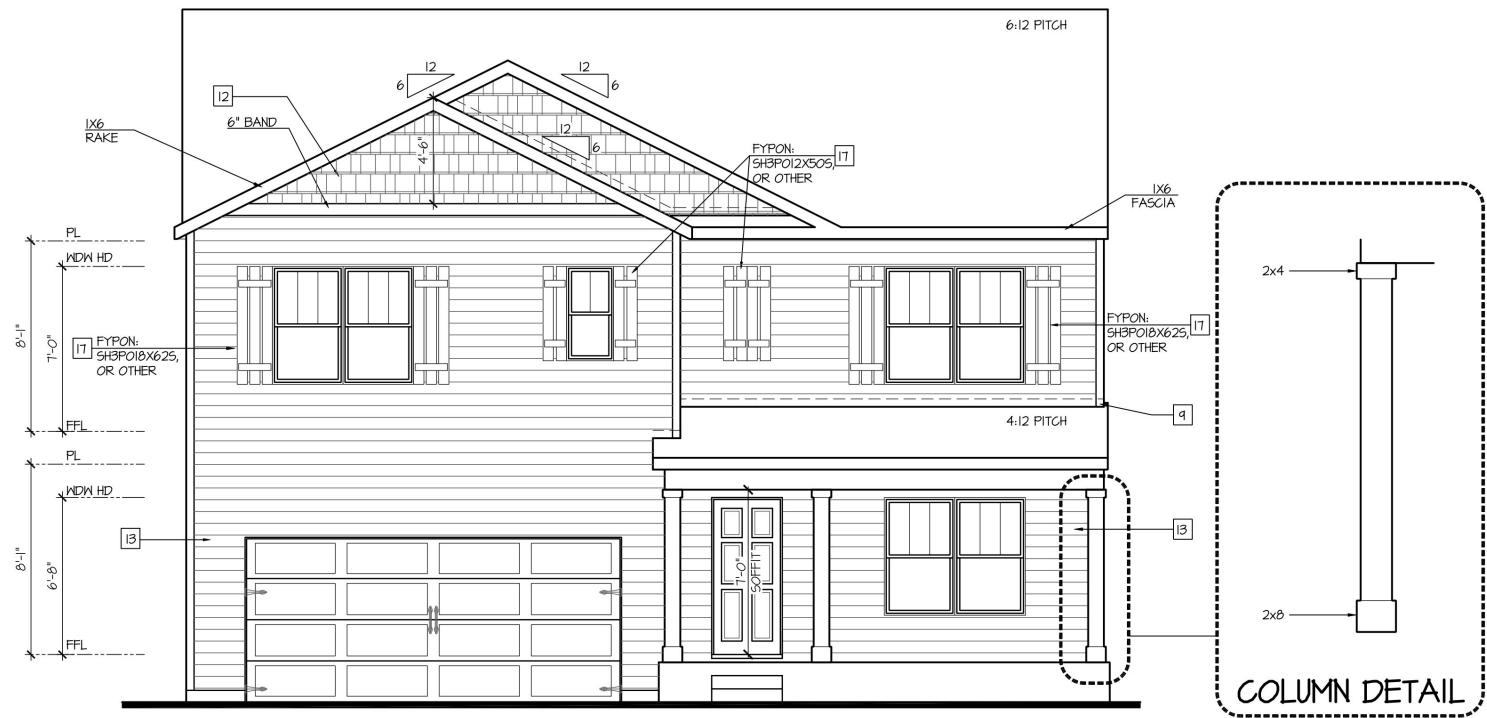 6:12 PITCH
12
6
12
6
12
1X6
RAKE
6" BAND
4'-6"
12
6
FYPON:
SH3PO12X50S,
OR OTHER
17
1X6
FASCIA
PL
WDW HD
8'-1"
7'-0"
17
FYPON:
SH3PO18X62S,
OR OTHER
FYPON:
SH3PO18X62S,
OR OTHER
17
2x4
9
FFL
4:12 PITCH
PL
WDW HD
13
8'-1"
6'-8"
7'-0"
SOFFIT
13
2x8
FFL
COLUMN DETAIL